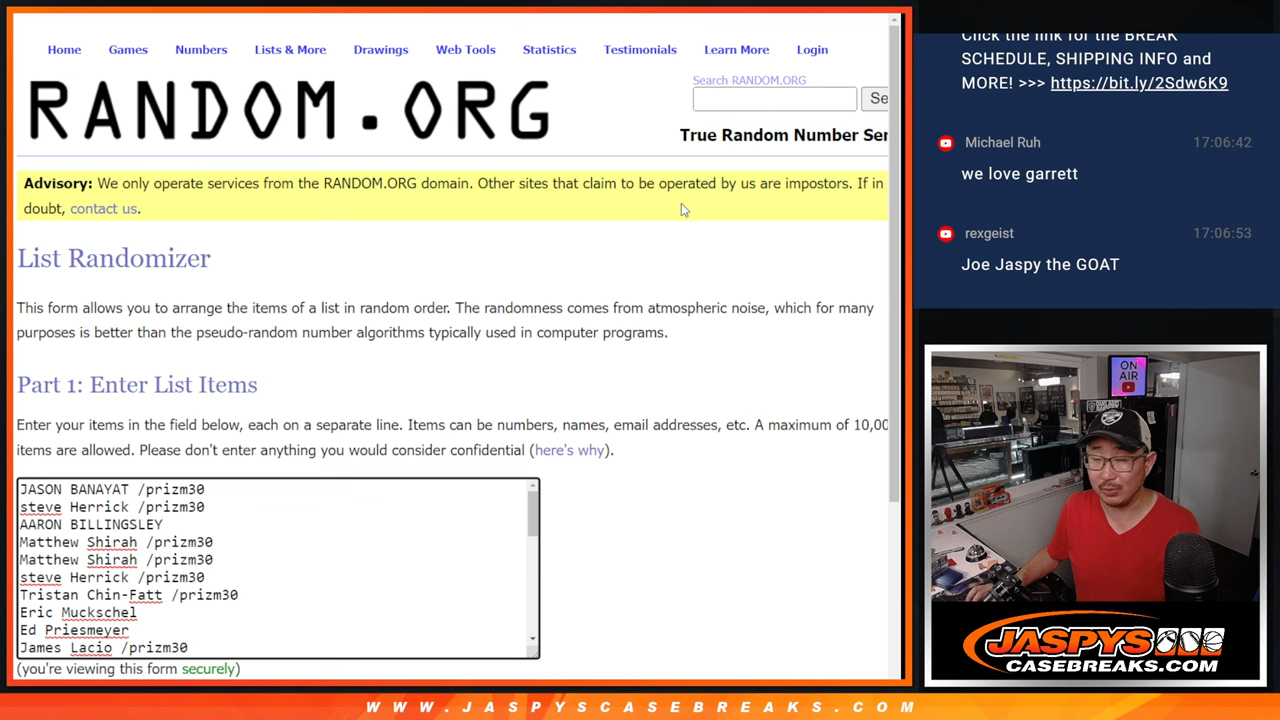 Home Games Numbers Lists & More Drawings Web Tools Statistics Testimonials Learn More Login
RANDOM.ORG
Search RANDOM.ORG
Se
True Random Number Ser
Advisory: We only operate services from the RANDOM.ORG domain. Other sites that claim to be operated by us are impostors. If in
doubt, contact us.
List Randomizer
This form allows you to arrange the items of a list in random order. The randomness comes from atmospheric noise, which for many
purposes is better than the pseudo-random number algorithms typically used in computer programs.
Part 1: Enter List Items
Enter your items in the field below, each on a separate line. Items can be numbers, names, email addresses, etc. A maximum of 10,00
items are allowed. Please don't enter anything you would consider confidential (here's why).
JASON BANAYAT /prizm30
steve Herrick /prizm30
AARON BILLINGSLEY
Matthew Shirah /prizm30
Matthew Shirah /prizm30
steve Herrick /prizm30
Tristan Chin-Fatt /prizm30
Eric Muckschel
Ed Priesmeyer
James Lacio /prizm30
(you're viewing this form securely)
Click the link for the BREAK
SCHEDULE, SHIPPING INFO and
MORE! >>> https://bit.ly/2Sdw6K9
Michael Ruh 17:06:42
we love garrett
rexgeist 17:06:53
Joe Jaspy the GOAT
ON
AIR
JASPYS
CASEBREAKS.COM
WWW.JASPYSCASEBREAKS.COM